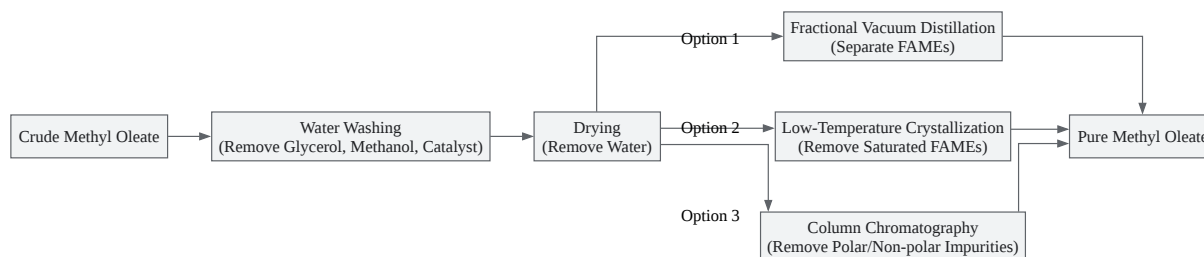 Crude Methyl Oleate
Water Washing
(Remove Glycerol, Methanol, Catalyst)
Drying
(Remove Water)
Option 1
Fractional Vacuum Distillation
(Separate FAMEs)
Option 2
Low-Temperature Crystallization
(Remove Saturated FAMEs)
Option 3
Column Chromatography
(Remove Polar/Non-polar Impurities)
Pure Methyl Oleate